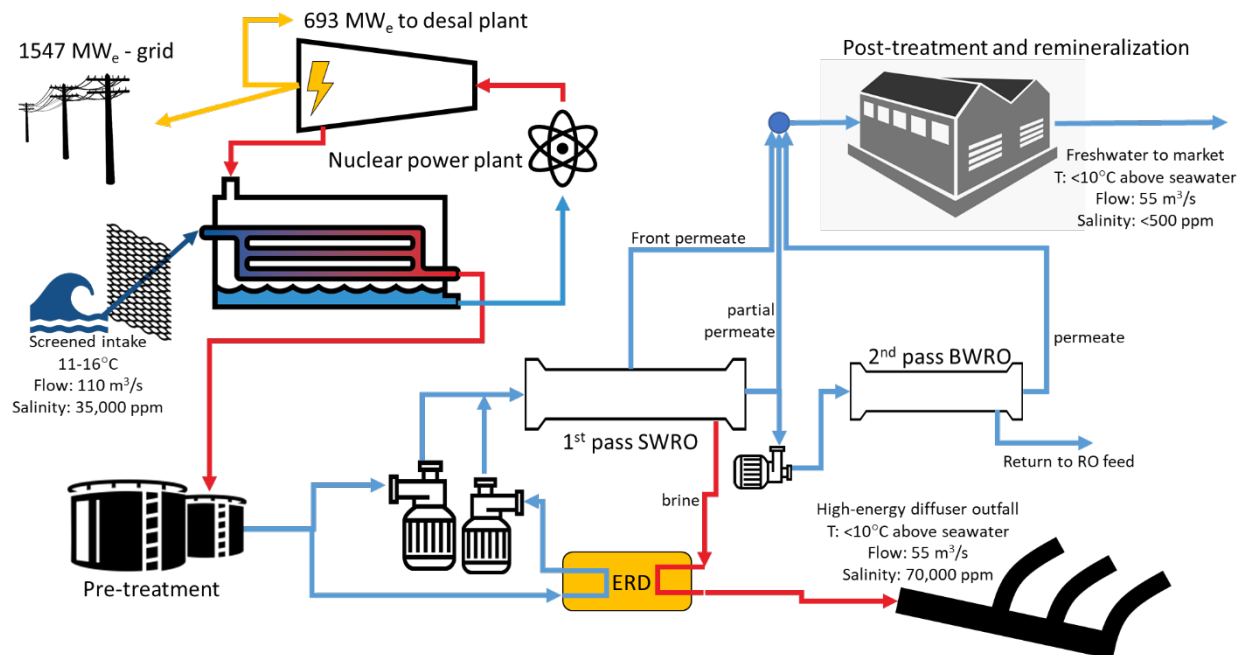 693 MWe to desal plant
1547 MWe - grid
Post-treatment and remineralization
Nuclear power plant
Freshwater to market
T: <10°C above seawater
Flow: 55 m³/s
Salinity: <500 ppm
Front permeate
partial
permeate
permeate
2nd pass BWRO
Screened intake
11-16°C
Flow: 110 m³/s
Salinity: 35,000 ppm
1st pass SWRO
Return to RO feed
brine
High-energy diffuser outfall
T: <10°C above seawater
Flow: 55 m³/s
Salinity: 70,000 ppm
Pre-treatment
ERD